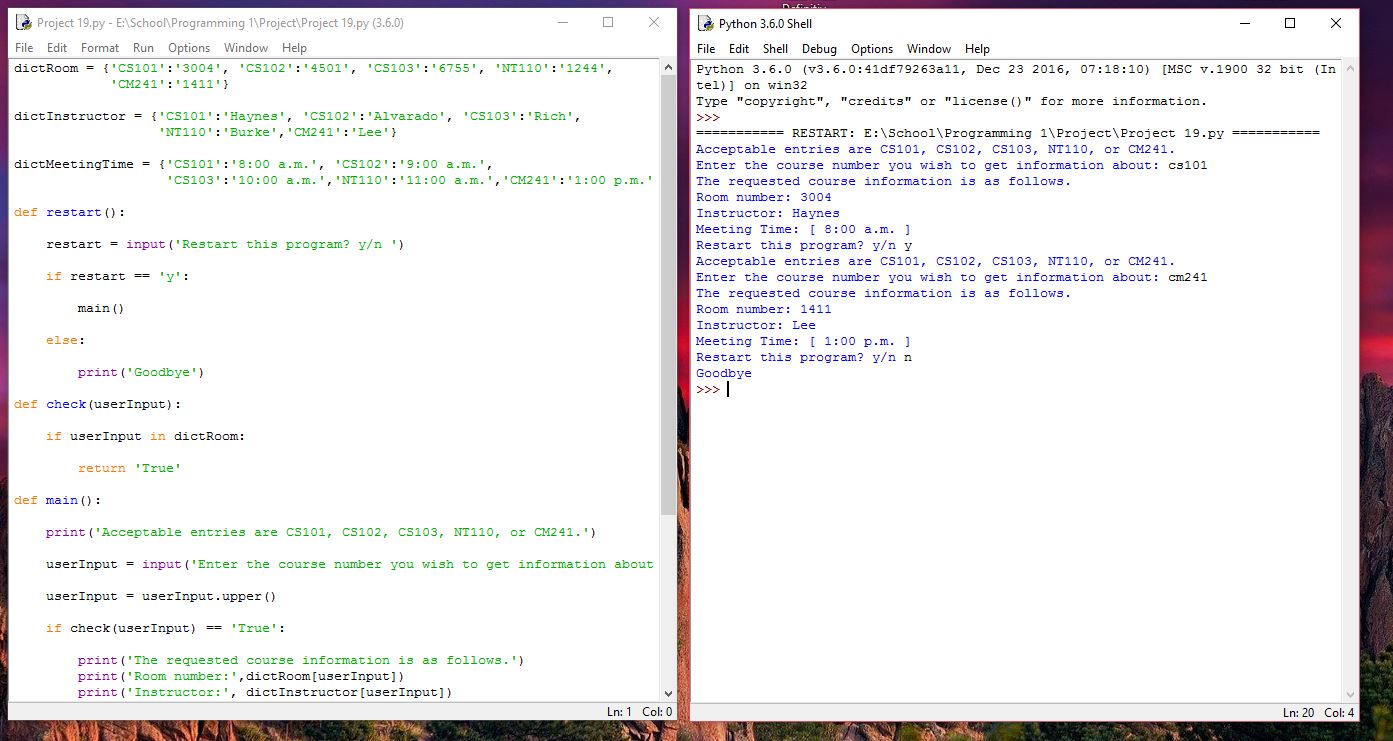 Definitiv
Project 19.py - E:\School\Programming 1\Project\Project 19.py (3.6.0)
File Edit Format Run Options Window Help
dictRoom = {'CS101':'3004', 'CS102':'4501', 'CS103':'6755', 'NT110':'1244',
'CM241':'1411'}
dictInstructor = {'CS101':'Haynes', 'CS102':'Alvarado', 'CS103':'Rich',
'NT110':'Burke','CM241':'Lee'}
dictMeetingTime = {'CS101':'8:00 a.m.', 'CS102':'9:00 a.m.',
'CS103':'10:00 a.m.','NT110':'11:00 a.m.','CM241':'1:00 p.m.'
def restart():
restart = input('Restart this program? y/n ')
if restart == 'y':
main()
else:
print('Goodbye')
def check(userInput):
if userInput in dictRoom:
return 'True'
def main():
print('Acceptable entries are CS101, CS102, CS103, NT110, or CM241.')
userInput = input('Enter the course number you wish to get information about
userInput = userInput.upper()
if check(userInput) == 'True':
print('The requested course information is as follows.')
print('Room number:',dictRoom[userInput])
print('Instructor:', dictInstructor[userInput])
Ln: 1 Col: 0
Python 3.6.0 Shell
File Edit Shell Debug Options Window Help
Python 3.6.0 (v3.6.0:41df79263a11, Dec 23 2016, 07:18:10) [MSC v.1900 32 bit (In
tel)] on win32
Type "copyright", "credits" or "license()" for more information.
>>>
=========== RESTART: E:\School\Programming 1\Project\Project 19.py ===========
Acceptable entries are CS101, CS102, CS103, NT110, or CM241.
Enter the course number you wish to get information about: cs101
The requested course information is as follows.
Room number: 3004
Instructor: Haynes
Meeting Time: [ 8:00 a.m. ]
Restart this program? y/n y
Acceptable entries are CS101, CS102, CS103, NT110, or CM241.
Enter the course number you wish to get information about: cm241
The requested course information is as follows.
Room number: 1411
Instructor: Lee
Meeting Time: [ 1:00 p.m. ]
Restart this program? y/n n
Goodbye
>>>
Ln: 20 Col: 4